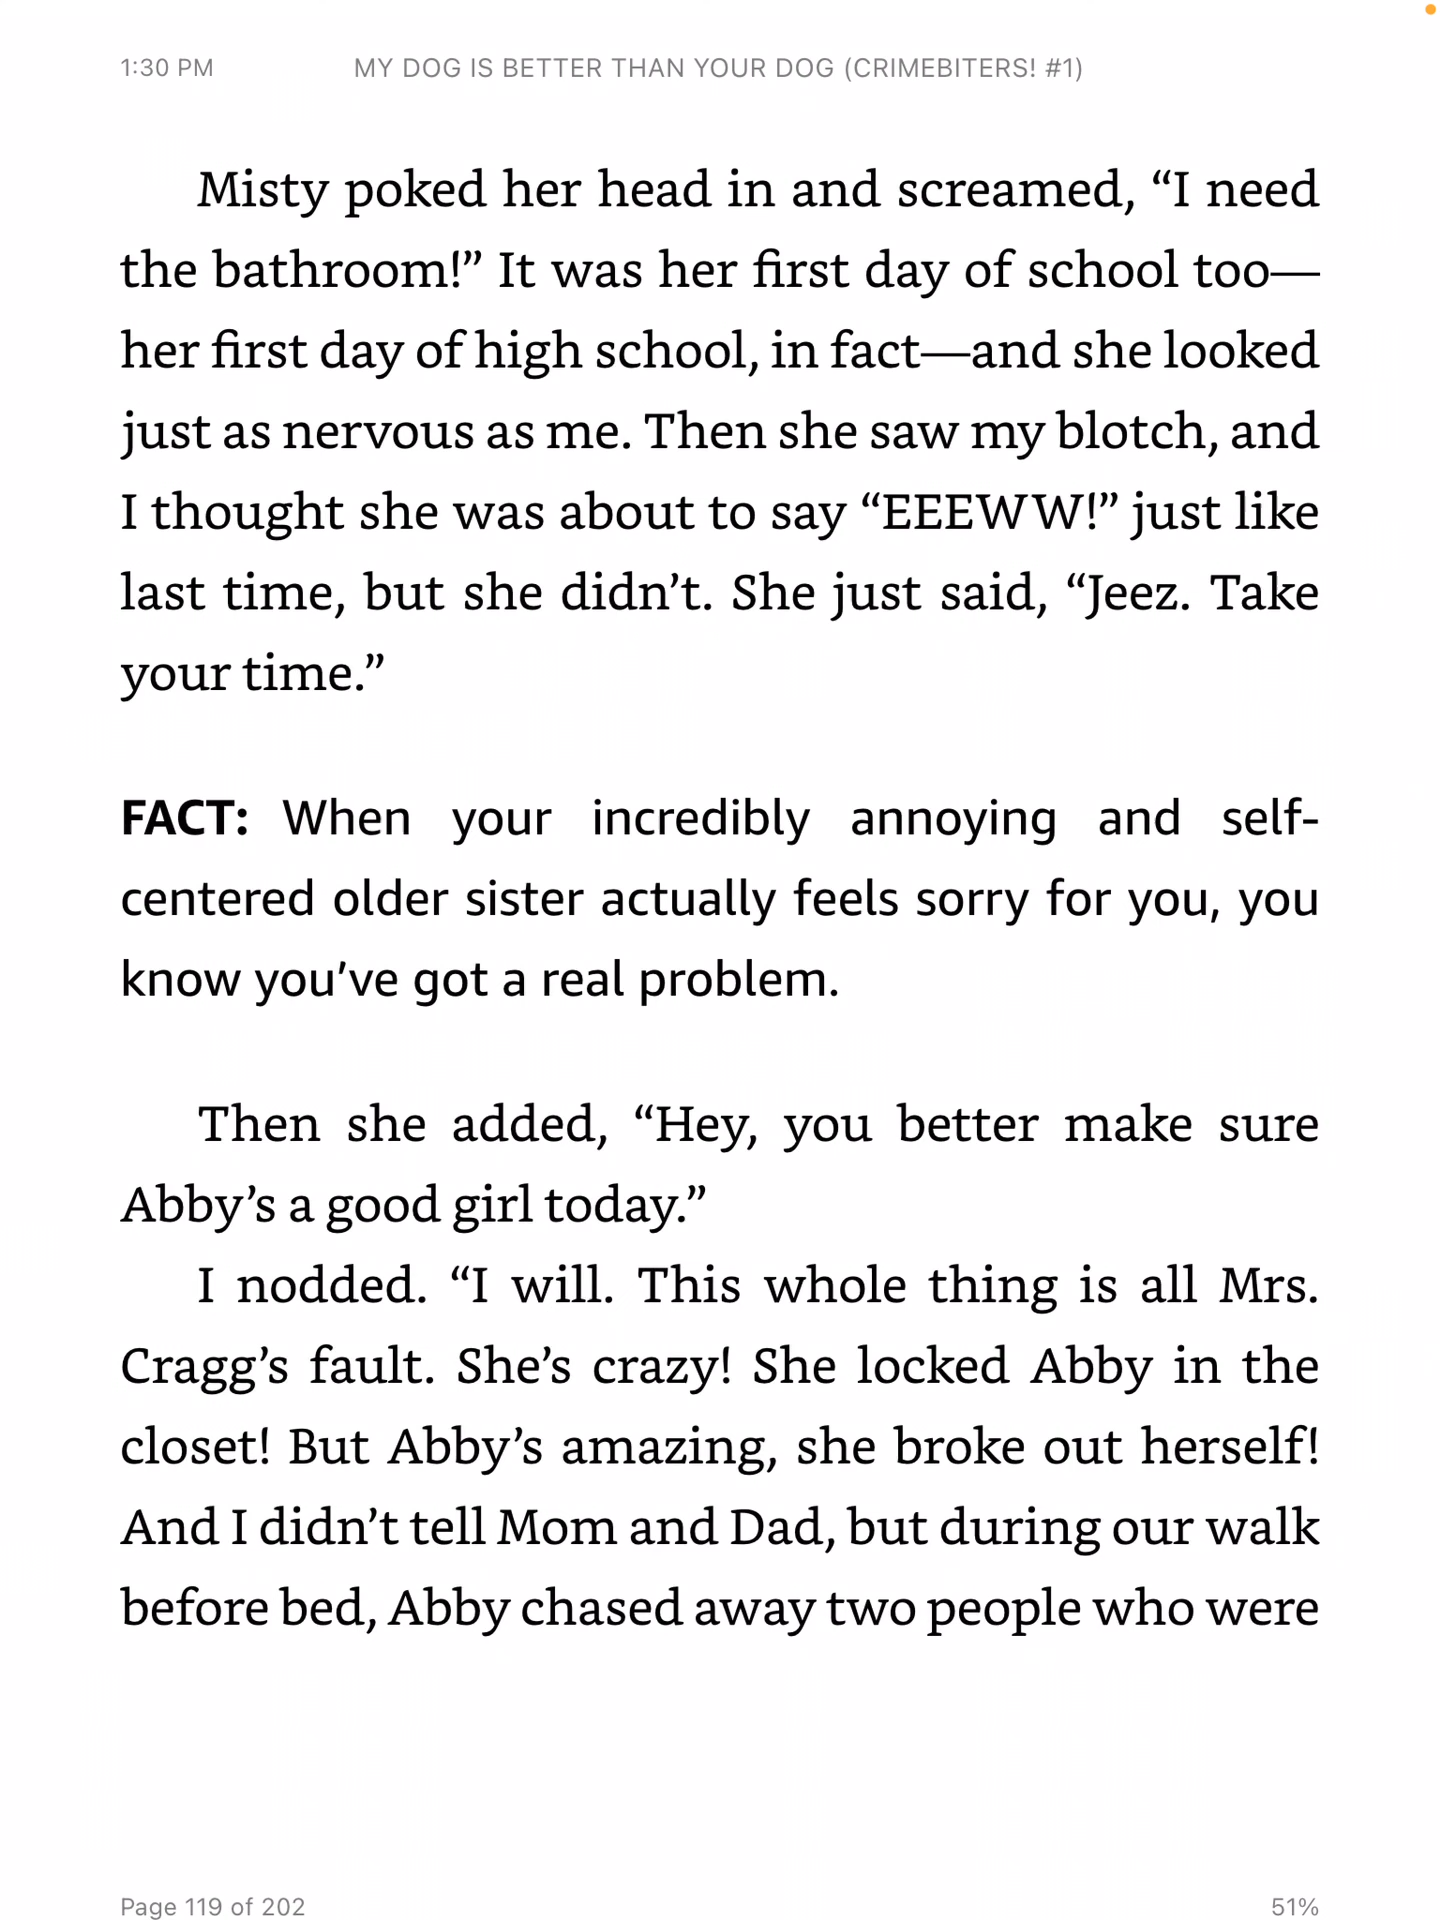 1:30 PM
MY DOG IS BETTER THAN YOUR DOG (CRIMEBITERS! #1)
Misty poked her head in and screamed, “I need
the bathroom!” It was her first day of school too—
her first day of high school, in fact—and she looked
just as nervous as me. Then she saw my blotch, and
I thought she was about to say “EEEWW!” just like
last time, but she didn’t. She just said, “Jeez. Take
your time.”
FACT: When your incredibly annoying and self-
centered older sister actually feels sorry for you, you
know you’ve got a real problem.
Then she added, “Hey, you better make sure
Abby’s a good girl today.”
I nodded. “I will. This whole thing is all Mrs.
Cragg’s fault. She’s crazy! She locked Abby in the
closet! But Abby’s amazing, she broke out herself!
And I didn’t tell Mom and Dad, but during our walk
before bed, Abby chased away two people who were
Page 119 of 202
51%